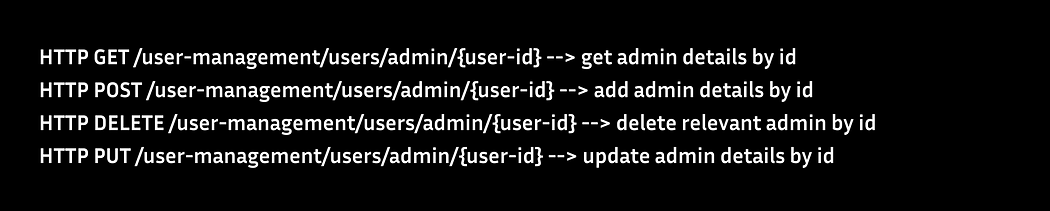 HTTP GET /user-management/users/admin/{user-id} --> get admin details by id
HTTP POST /user-management/users/admin/{user-id} --> add admin details by id
HTTP DELETE /user-management/users/admin/{user-id} --> delete relevant admin by id
HTTP PUT /user-management/users/admin/{user-id} --> update admin details by id